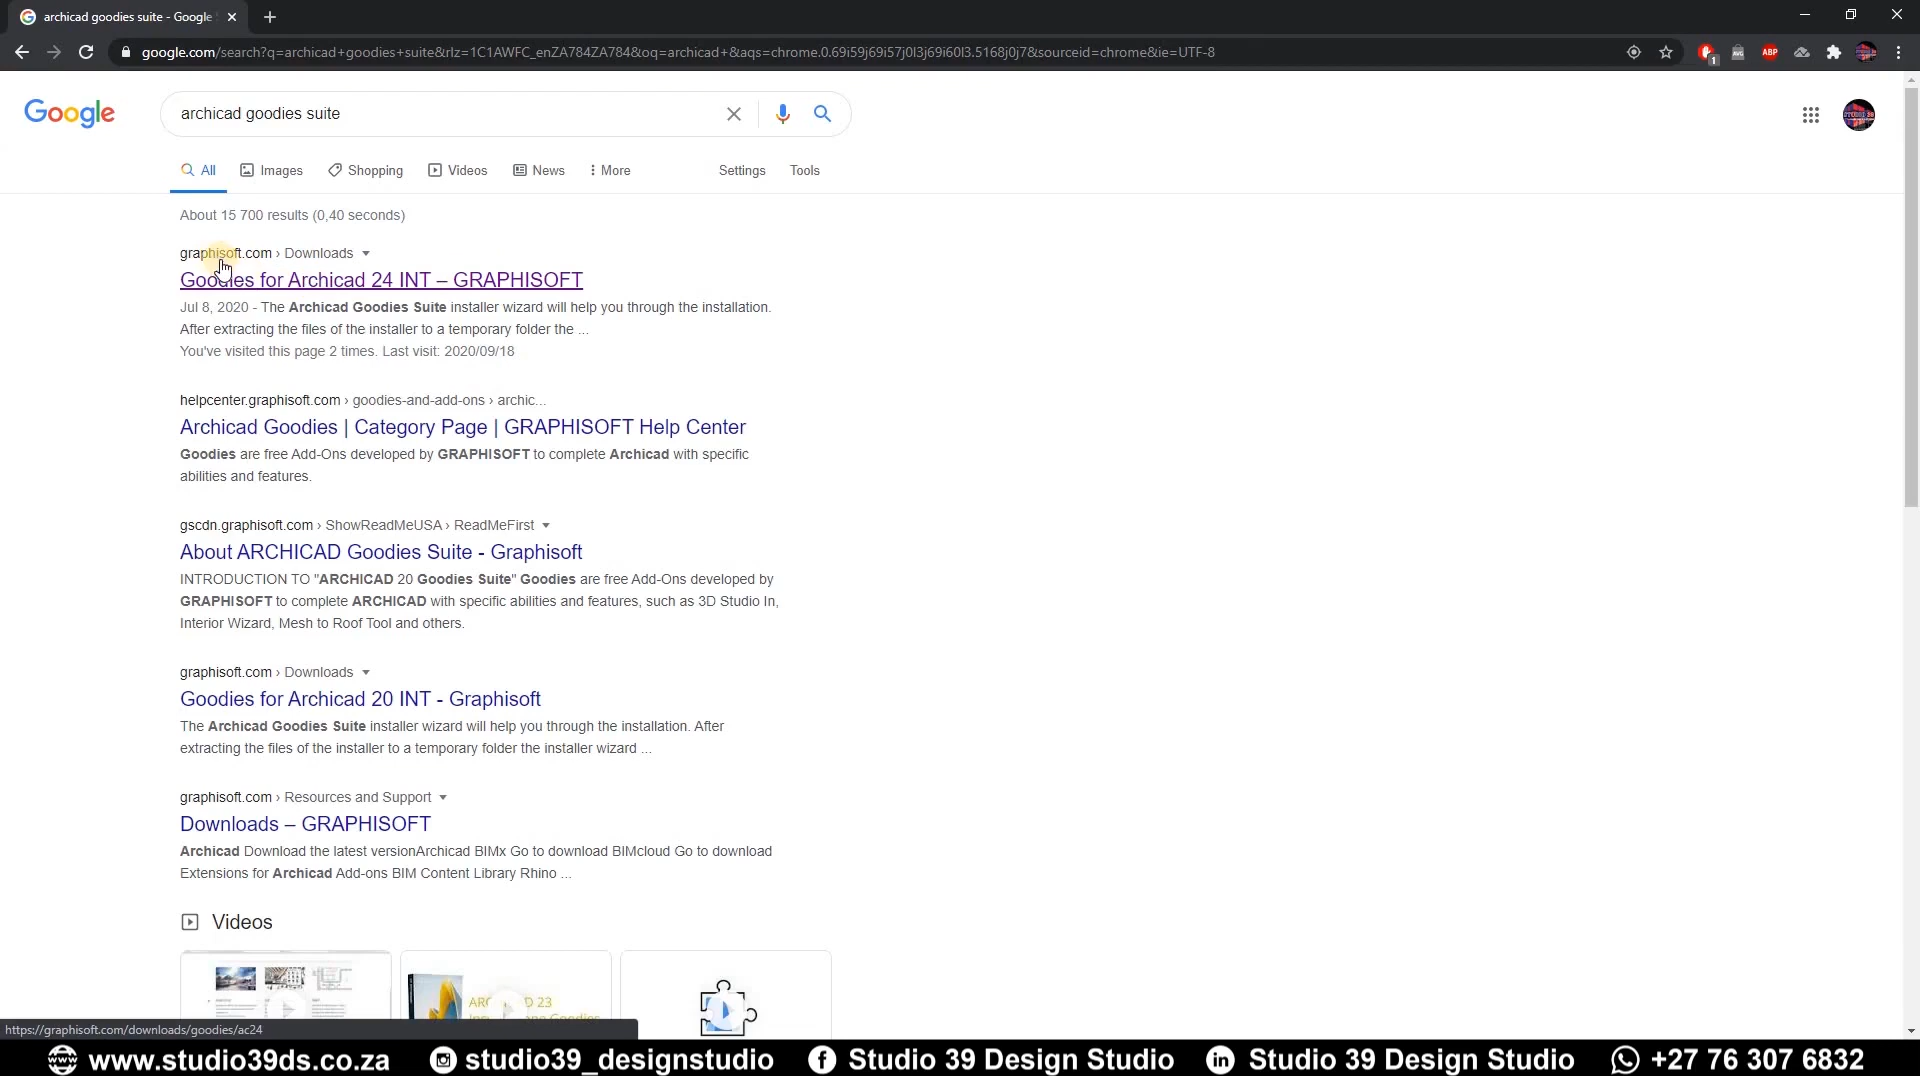 archicad goodies suite - Google
google.com/search?q=archicad+goodies+suite&rlz=1C1AWFC_enZA784ZA784&oq=archicad+&aqs=chrome.0.69i59j69i57j0l3j69i60l3.5168j0j7&sourceid=chrome&ie=UTF-8
1
ABP
Google
archicad goodies suite
All
Images
Shopping
Videos
News
More
Settings
Tools
About 15 700 results (0,40 seconds)
graphisoft.com › Downloads
Goodies for Archicad 24 INT – GRAPHISOFT
Jul 8, 2020 - The Archicad Goodies Suite installer wizard will help you through the installation.
After extracting the files of the installer to a temporary folder the ...
You've visited this page 2 times. Last visit: 2020/09/18
helpcenter.graphisoft.com › goodies-and-add-ons › archic...
Archicad Goodies | Category Page | GRAPHISOFT Help Center
Goodies are free Add-Ons developed by GRAPHISOFT to complete Archicad with specific
abilities and features.
gscdn.graphisoft.com › ShowReadMeUSA › ReadMeFirst
About ARCHICAD Goodies Suite - Graphisoft
INTRODUCTION TO "ARCHICAD 20 Goodies Suite" Goodies are free Add-Ons developed by
GRAPHISOFT to complete ARCHICAD with specific abilities and features, such as 3D Studio In,
Interior Wizard, Mesh to Roof Tool and others.
graphisoft.com › Downloads
Goodies for Archicad 20 INT - Graphisoft
The Archicad Goodies Suite installer wizard will help you through the installation. After
extracting the files of the installer to a temporary folder the installer wizard ...
graphisoft.com › Resources and Support
Downloads – GRAPHISOFT
Archicad Download the latest versionArchicad BIMx Go to download BIMcloud Go to download
Extensions for Archicad Add-ons BIM Content Library Rhino ...
Videos
https://graphisoft.com/downloads/goodies/ac24
www.studio39ds.co.za
studio39_designstudio
Studio 39 Design Studio
Studio 39 Design Studio
+27 76 307 6832